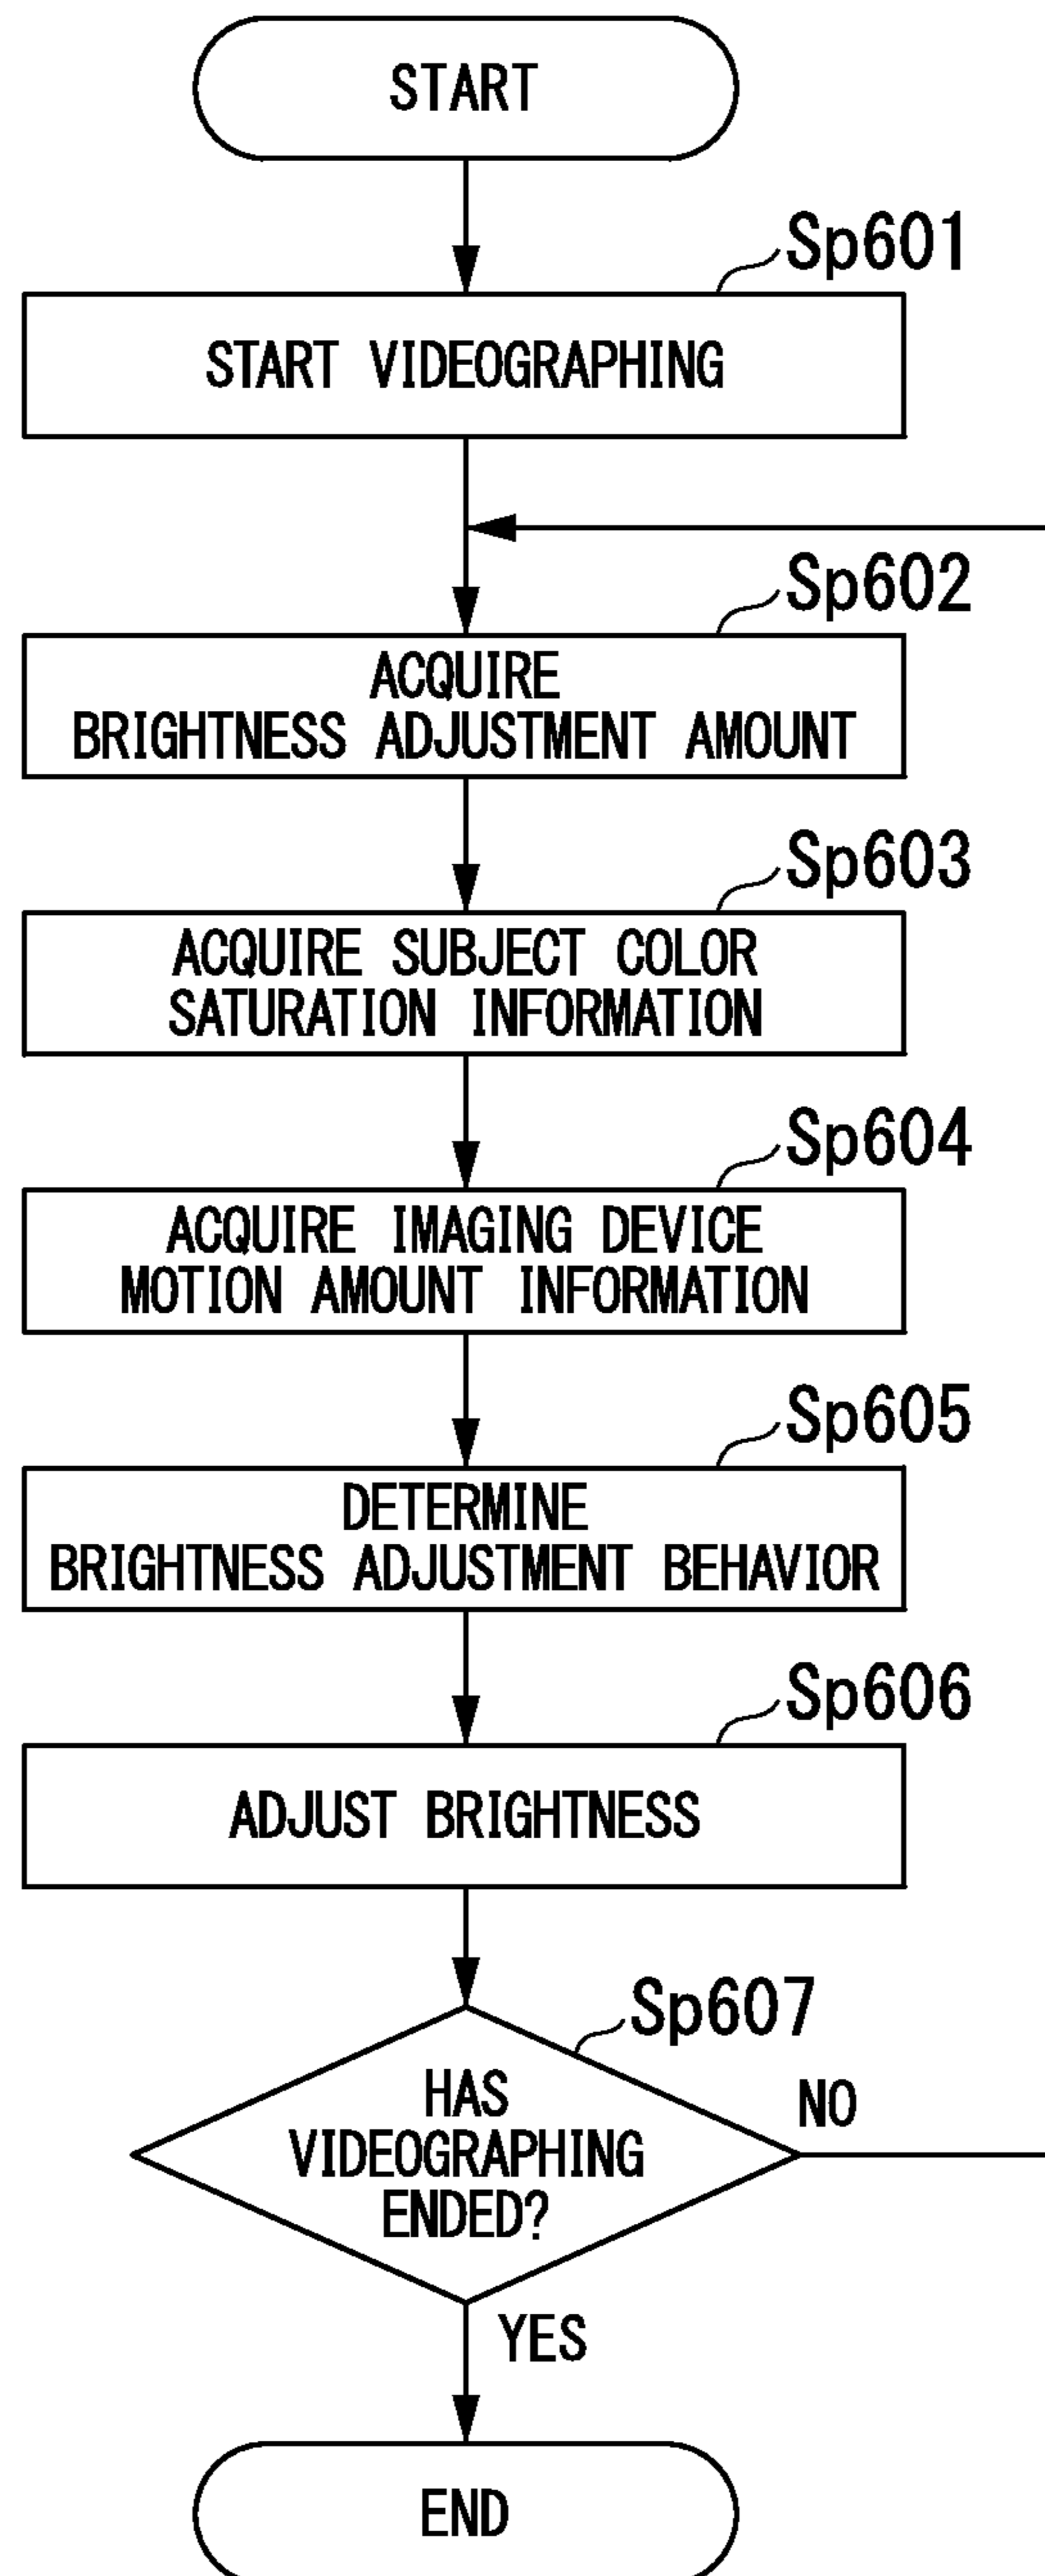 START
Sp601
START VIDEOGRAPHING
Sp602
ACQUIRE
BRIGHTNESS ADJUSTMENT AMOUNT
Sp603
ACQUIRE SUBJECT COLOR
SATURATION INFORMATION
Sp604
ACQUIRE IMAGING DEVICE
MOTION AMOUNT INFORMATION
Sp605
DETERMINE
BRIGHTNESS ADJUSTMENT BEHAVIOR
Sp606
ADJUST BRIGHTNESS
Sp607
HAS
VIDEOGRAPHING
ENDED?
NO
YES
END